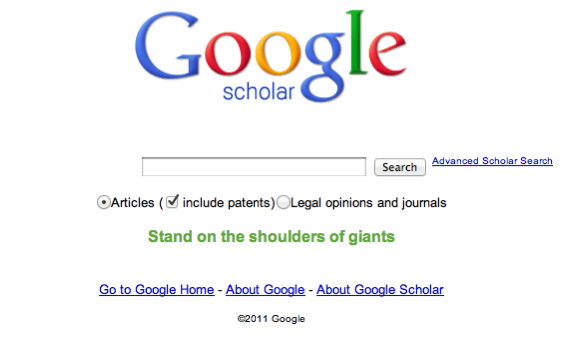 Google
scholar
Search
Advanced Scholar Search
Articles ( include patents) Legal opinions and journals
Stand on the shoulders of giants
Go to Google Home - About Google - About Google Scholar
©2011 Google